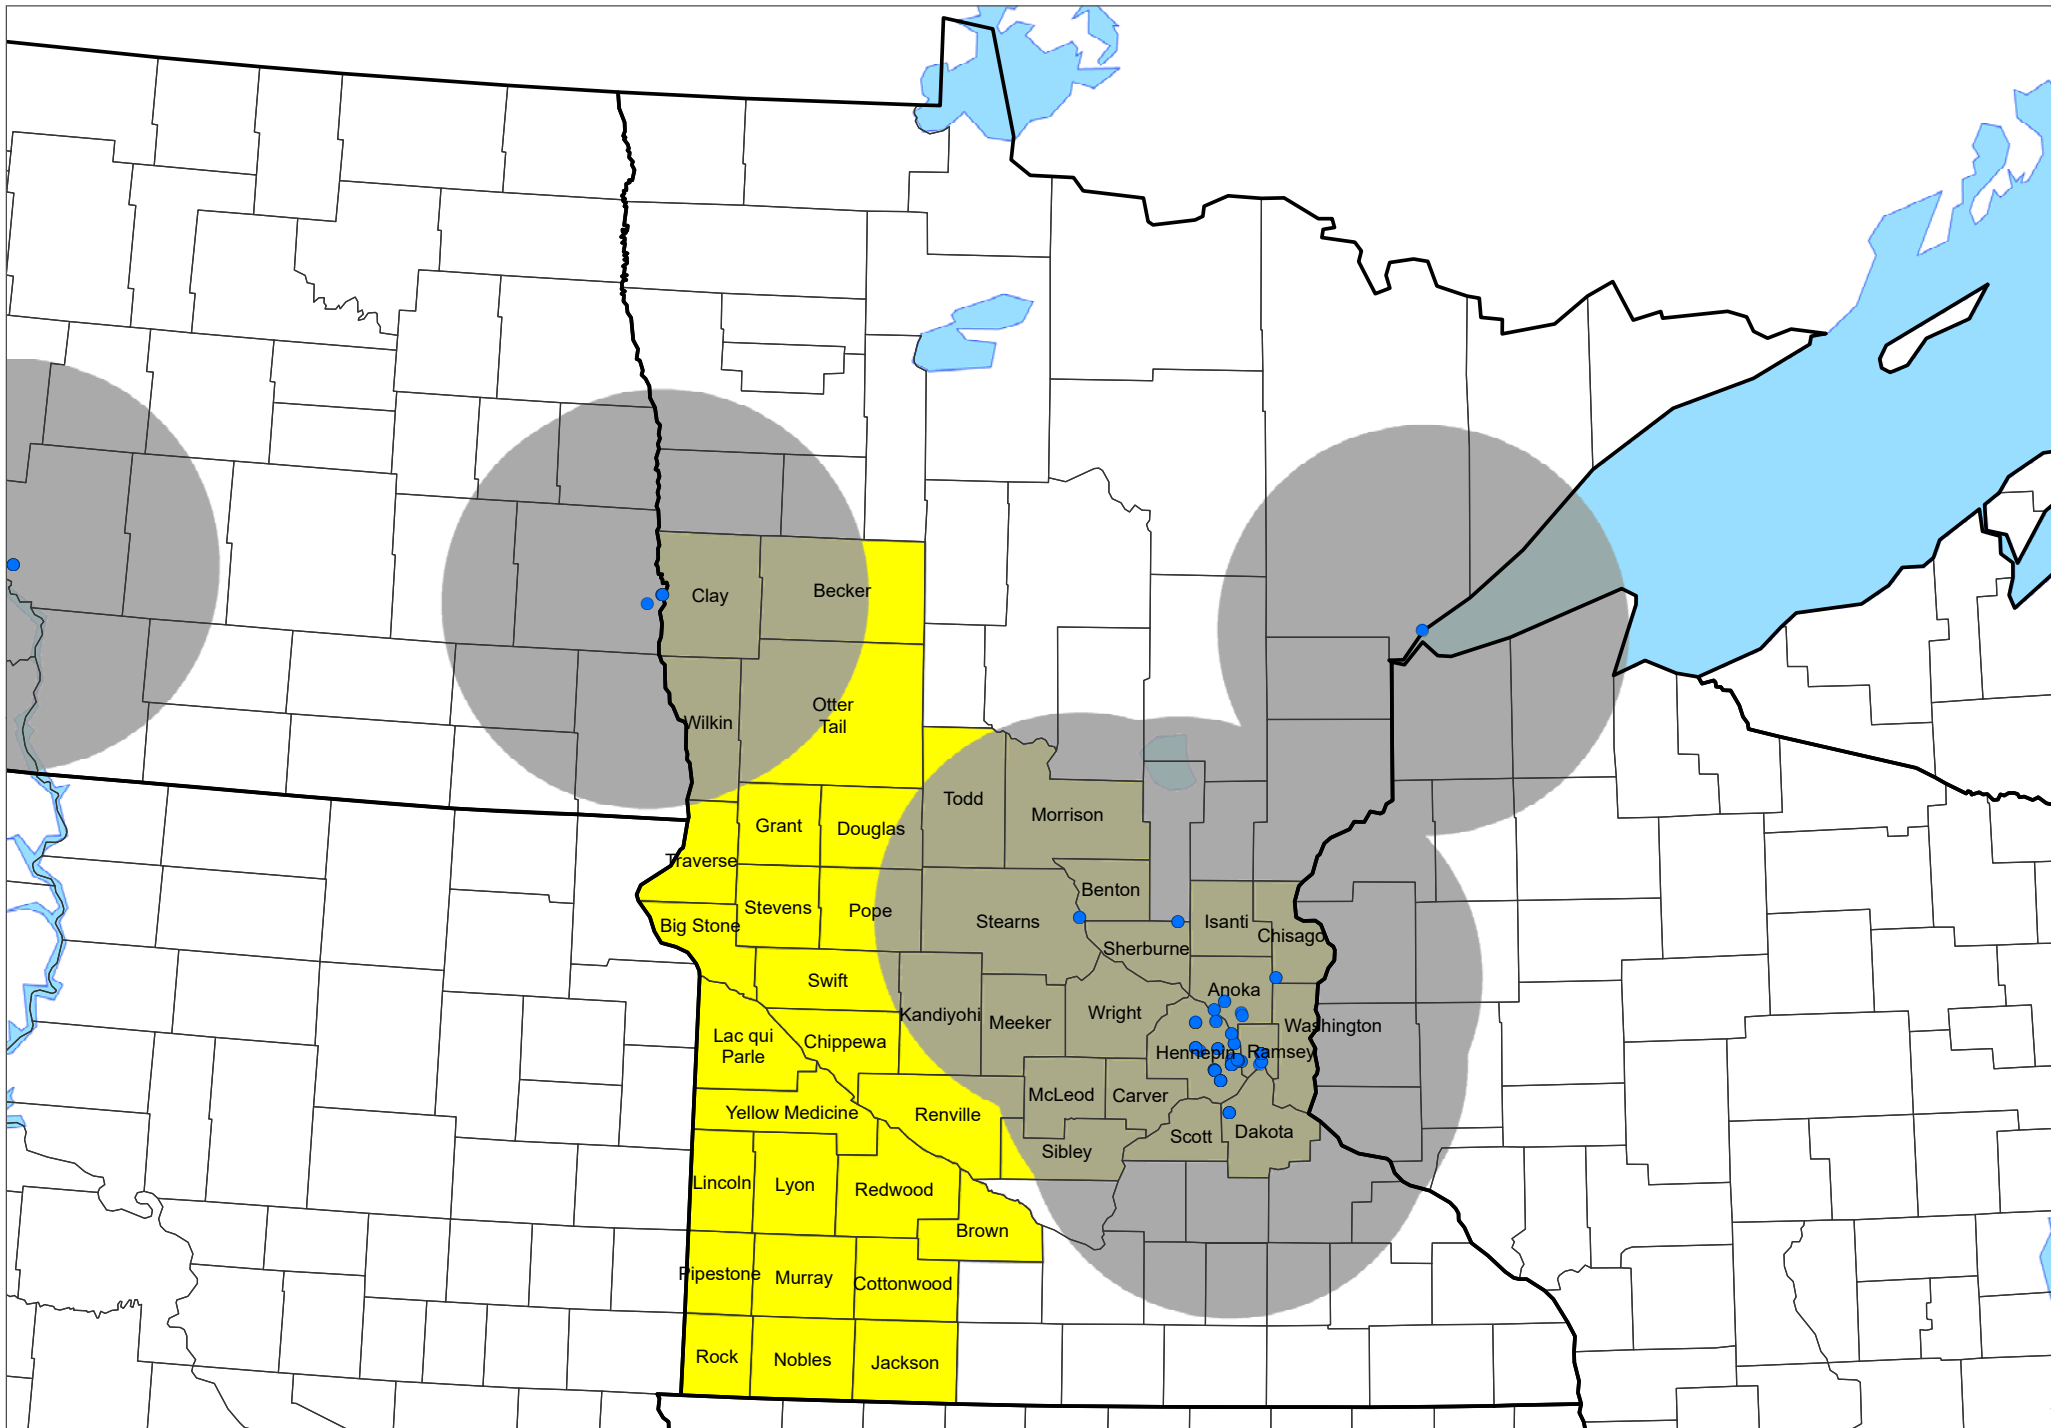 Clay
Becker
Otter
Tail
Wilkin
Todd
Morrison
Grant
Douglas
Traverse
Benton
Stevens
Pope
Stearns
Isanti
Big Stone
Chisago
Sherburne
Swift
Anoka
Kandiyohi
Meeker
Wright
Washington
Lac qui
Parle
Chippewa
Hennepin
Ramsey
McLeod
Carver
Yellow Medicine
Renville
Scott
Dakota
Sibley
Lincoln
Lyon
Redwood
Brown
Pipestone
Murray
Cottonwood
Rock
Nobles
Jackson